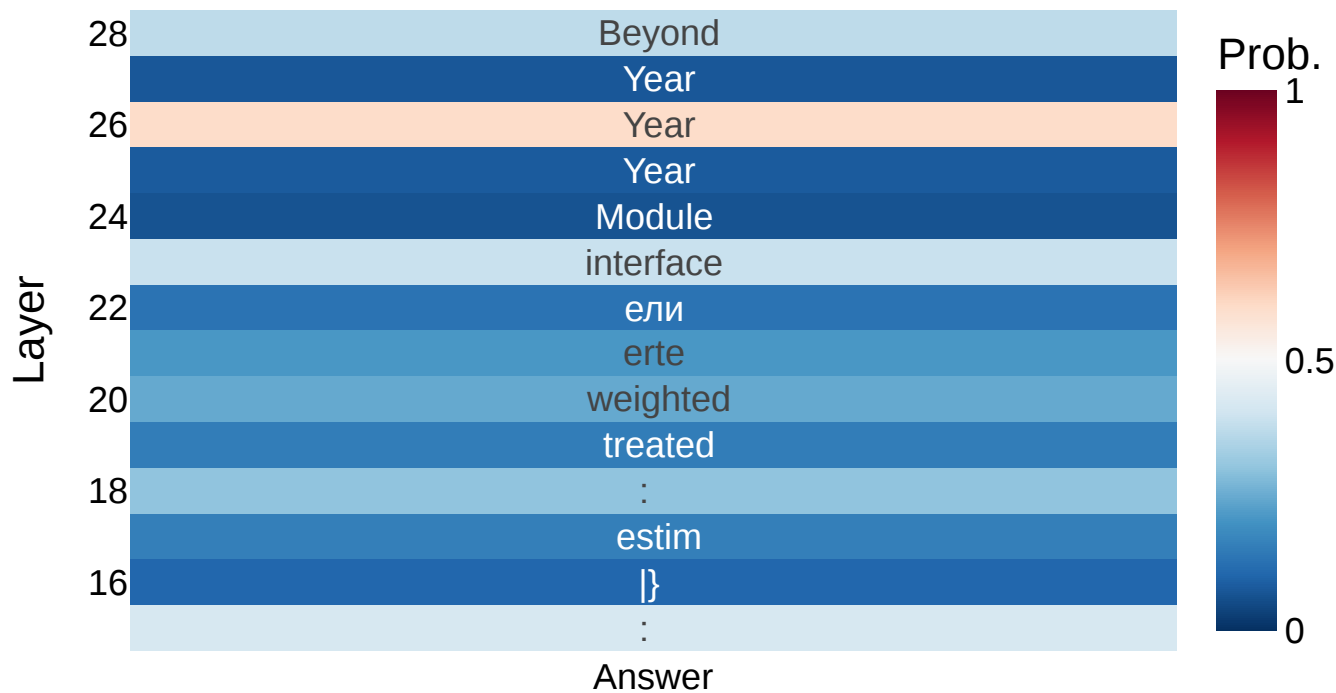 28 Beyond
Year
26 Year
Year
24 Module
interface
22 ели
erte
20 weighted
treated
18 :
estim
16 |}
:
Answer
Layer
Prob.
1
0.5
0